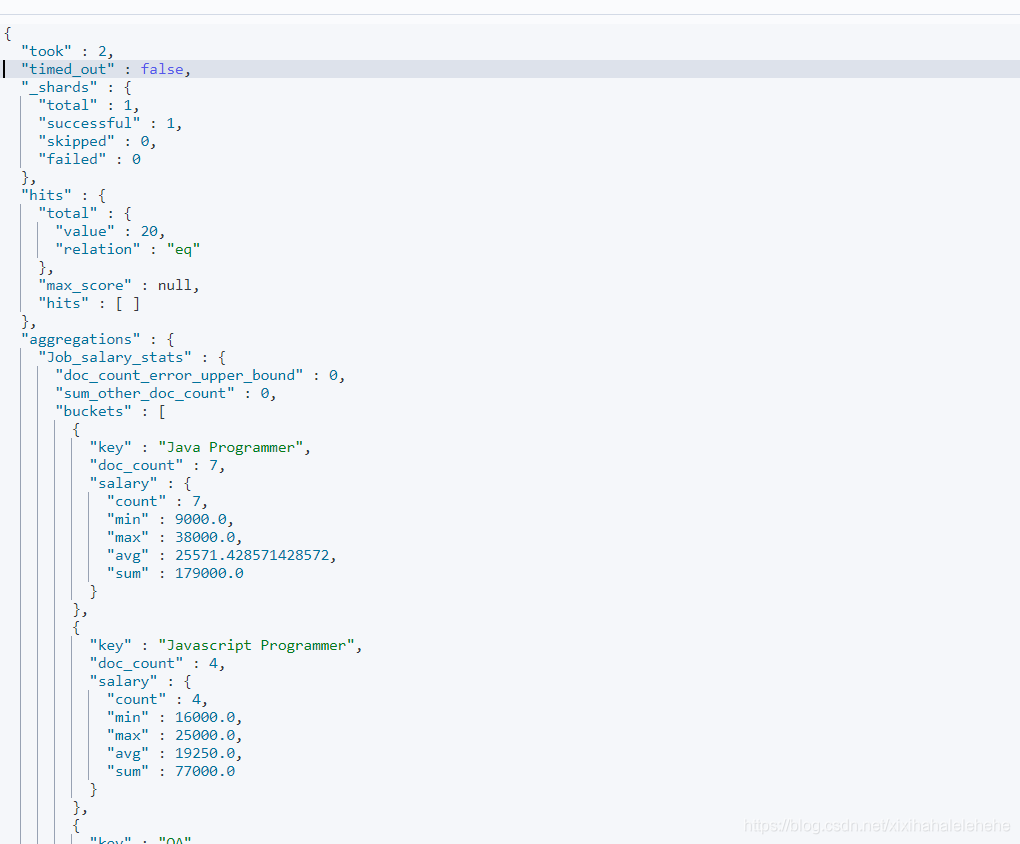 {
  "took" : 2,
  "timed_out" : false,
  "_shards" : {
    "total" : 1,
    "successful" : 1,
    "skipped" : 0,
    "failed" : 0
  },
  "hits" : {
    "total" : {
      "value" : 20,
      "relation" : "eq"
    },
    "max_score" : null,
    "hits" : [ ]
  },
  "aggregations" : {
    "Job_salary_stats" : {
      "doc_count_error_upper_bound" : 0,
      "sum_other_doc_count" : 0,
      "buckets" : [
        {
          "key" : "Java Programmer",
          "doc_count" : 7,
          "salary" : {
            "count" : 7,
            "min" : 9000.0,
            "max" : 38000.0,
            "avg" : 25571.428571428572,
            "sum" : 179000.0
          }
        },
        {
          "key" : "Javascript Programmer",
          "doc_count" : 4,
          "salary" : {
            "count" : 4,
            "min" : 16000.0,
            "max" : 25000.0,
            "avg" : 19250.0,
            "sum" : 77000.0
          }
        },
        {
          "key" : "QA"
https://blog.csdn.net/xixihahalelehehe